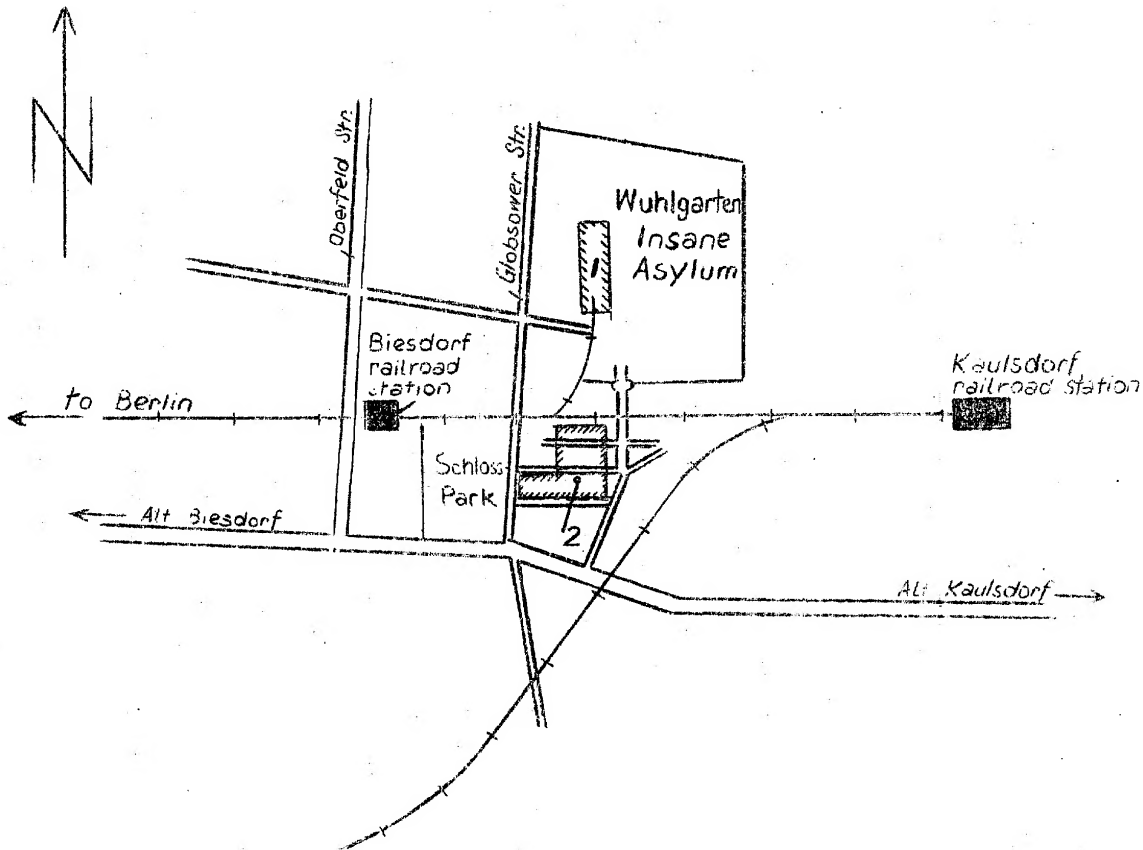 N
Oberfeld Str.
Globsower Str.
Wuhlgarten
Insane
Asylum
1
Biesdorf
railroad
station
Kaulsdorf
railroad station
to Berlin
Schloss
Park
Alt Biesdorf
2
Alt Kaulsdorf